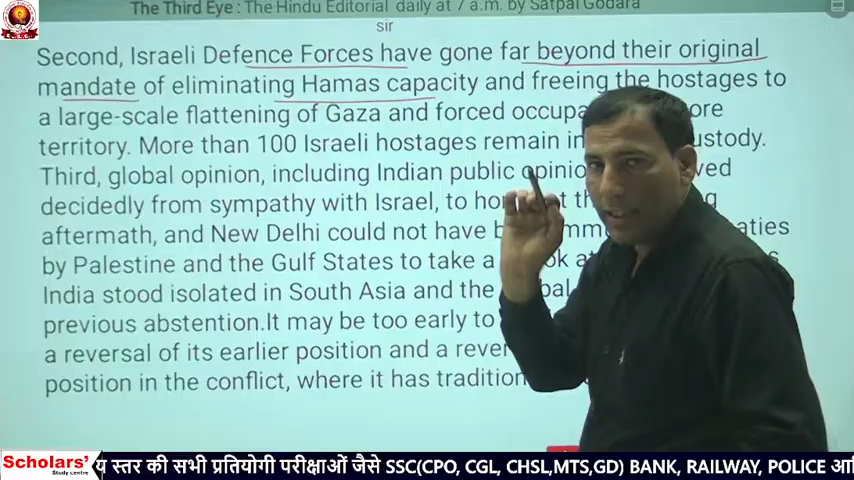 The Third Eye : The Hindu Editorial daily at 7 a.m. by Satpal Godara
sir
Second, Israeli Defence Forces have gone far beyond their original
mandate of eliminating Hamas capacity and freeing the hostages to
a large-scale flattening of Gaza and forced
territory. More than 100 Israeli hostages remain in
Third, global opinion, including Indian public
decidedly from sympathy with Israel, to
aftermath, and New Delhi could not have
by Palestine and the Gulf States to take a
India stood isolated in South Asia and the
previous abstention.It may be too early to
a reversal of its earlier position and a
position in the conflict, where it has
Scholars'
Study Centre
स्तर की सभी प्रतियोगी परीक्षाओं जैसे SSC(CPO, CGL, CHSL,MTS,GD) BANK, RAILWAY, POLICE